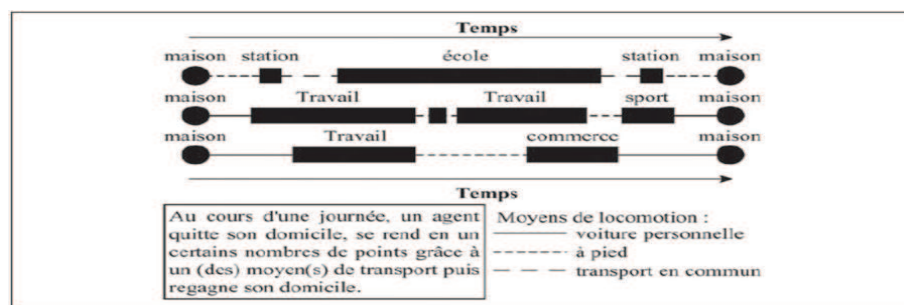 Temps
maison station école station maison
maison Travail Travail sport maison
maison Travail commerce maison
Temps
Au cours d'une journée, un agent
quitte son domicile, se rend en un
certains nombres de points grâce à
un (des) moyen(s) de transport puis
regagne son domicile.
Moyens de locomotion :
voiture personnelle
à pied
transport en commun